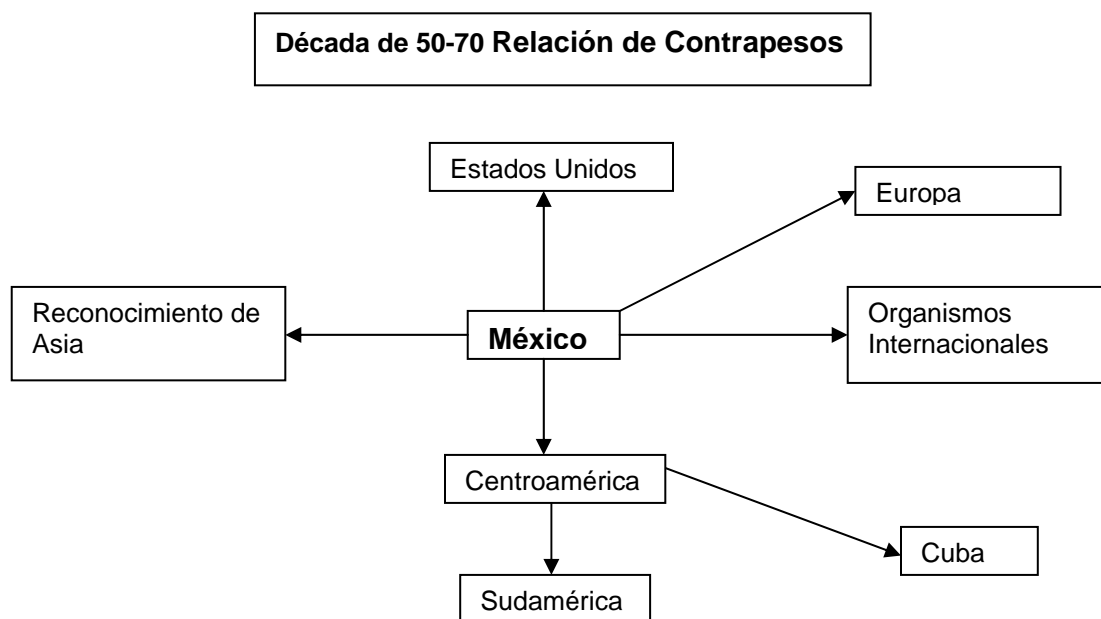 Década de 50-70 Relación de Contrapesos
Estados Unidos
Europa
Reconocimiento de
Asia
México
Organismos
Internacionales
Centroamérica
Cuba
Sudamérica